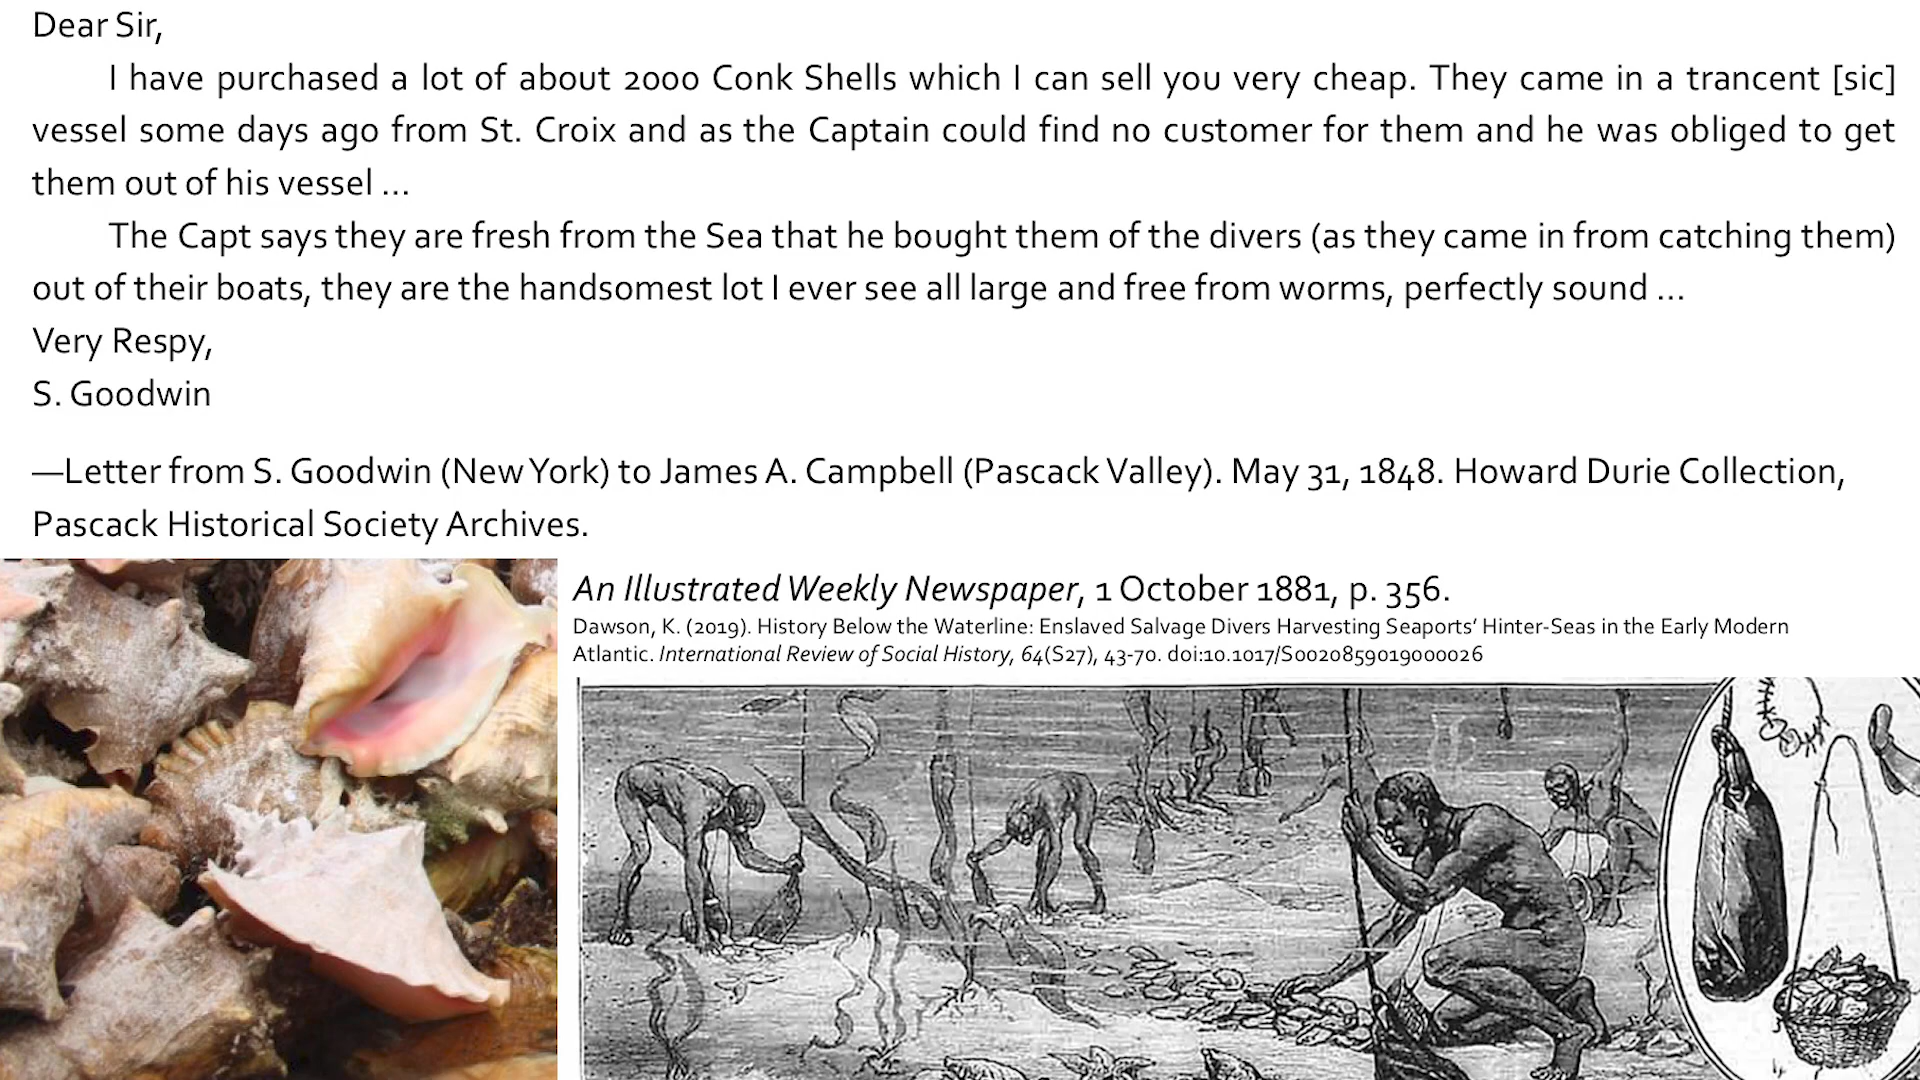 Dear Sir,
I have purchased a lot of about 2000 Conk Shells which I can sell you very cheap. They came in a trancent [sic]
vessel some days ago from St. Croix and as the Captain could find no customer for them and he was obliged to get
them out of his vessel ...
The Capt says they are fresh from the Sea that he bought them of the divers (as they came in from catching them)
out of their boats, they are the handsomest lot I ever see all large and free from worms, perfectly sound ...
Very Respy,
S. Goodwin
—Letter from S. Goodwin (New York) to James A. Campbell (Pascack Valley). May 31, 1848. Howard Durie Collection,
Pascack Historical Society Archives.
An Illustrated Weekly Newspaper, 1 October 1881, p. 356.
Dawson, K. (2019). History Below the Waterline: Enslaved Salvage Divers Harvesting Seaports’ Hinter-Seas in the Early Modern
Atlantic. International Review of Social History, 64(S27), 43-70. doi:10.1017/S0020859019000026